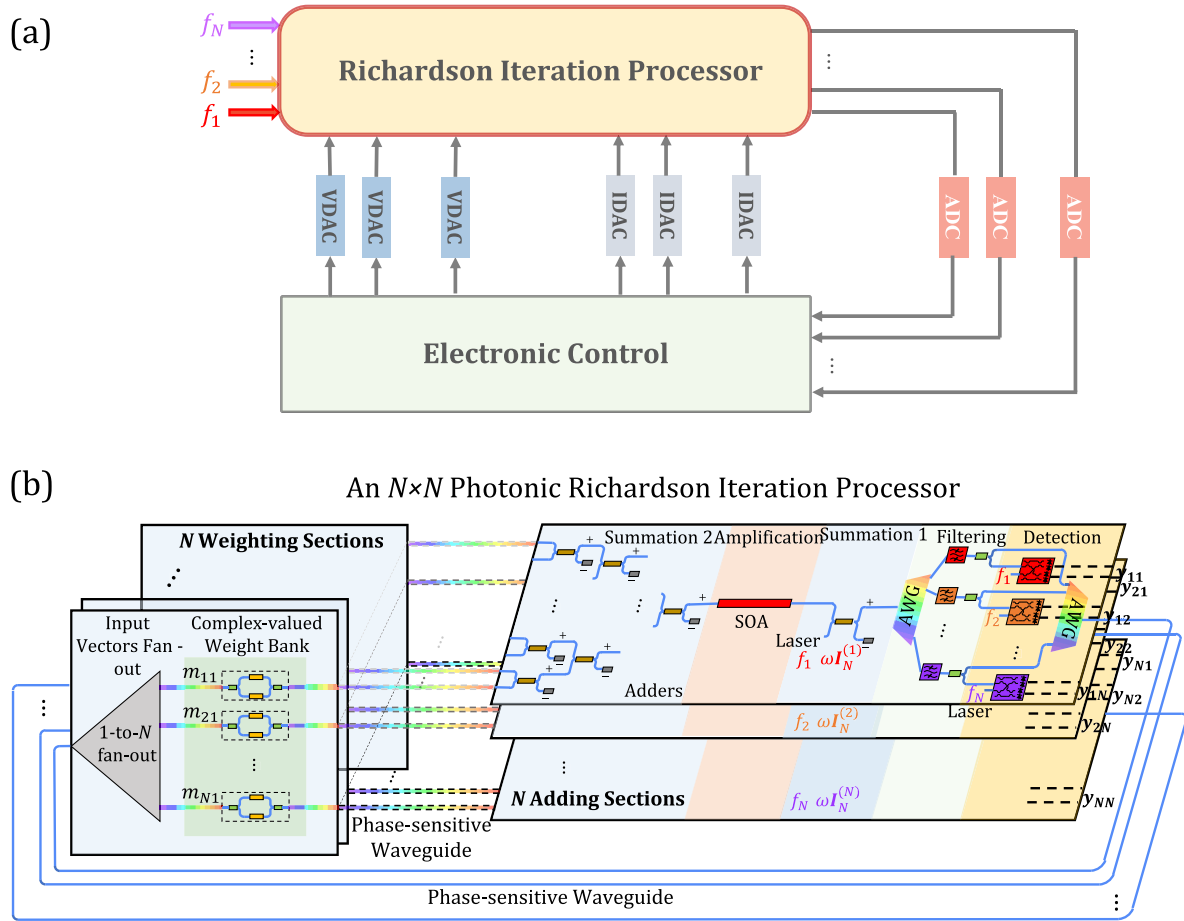 (a)
f_N
⋮
f_2
f_1
Richardson Iteration Processor
⋮
VDAC
VDAC
VDAC
IDAC
IDAC
IDAC
ADC
ADC
ADC
Electronic Control
⋮
(b)
An N×N Photonic Richardson Iteration Processor
N Weighting Sections
Input
Vectors Fan -
out
Complex-valued
Weight Bank
m_11
m_21
⋮
m_N1
1-to-N
fan-out
Phase-sensitive
Waveguide
Summation 2
Amplification
Summation 1
Filtering
Detection
+
−
+
−
+
−
+
−
+
−
+
−
+
−
SOA
Laser
AWG
AWG
Adders
f_1 ωI_N^(1)
f_2 ωI_N^(2)
f_N ωI_N^(N)
f_1
f_2
f_N
Laser
y_11
y_21
y_12
y_22
y_N1
y_1N
y_N2
y_2N
y_NN
N Adding Sections
Phase-sensitive Waveguide